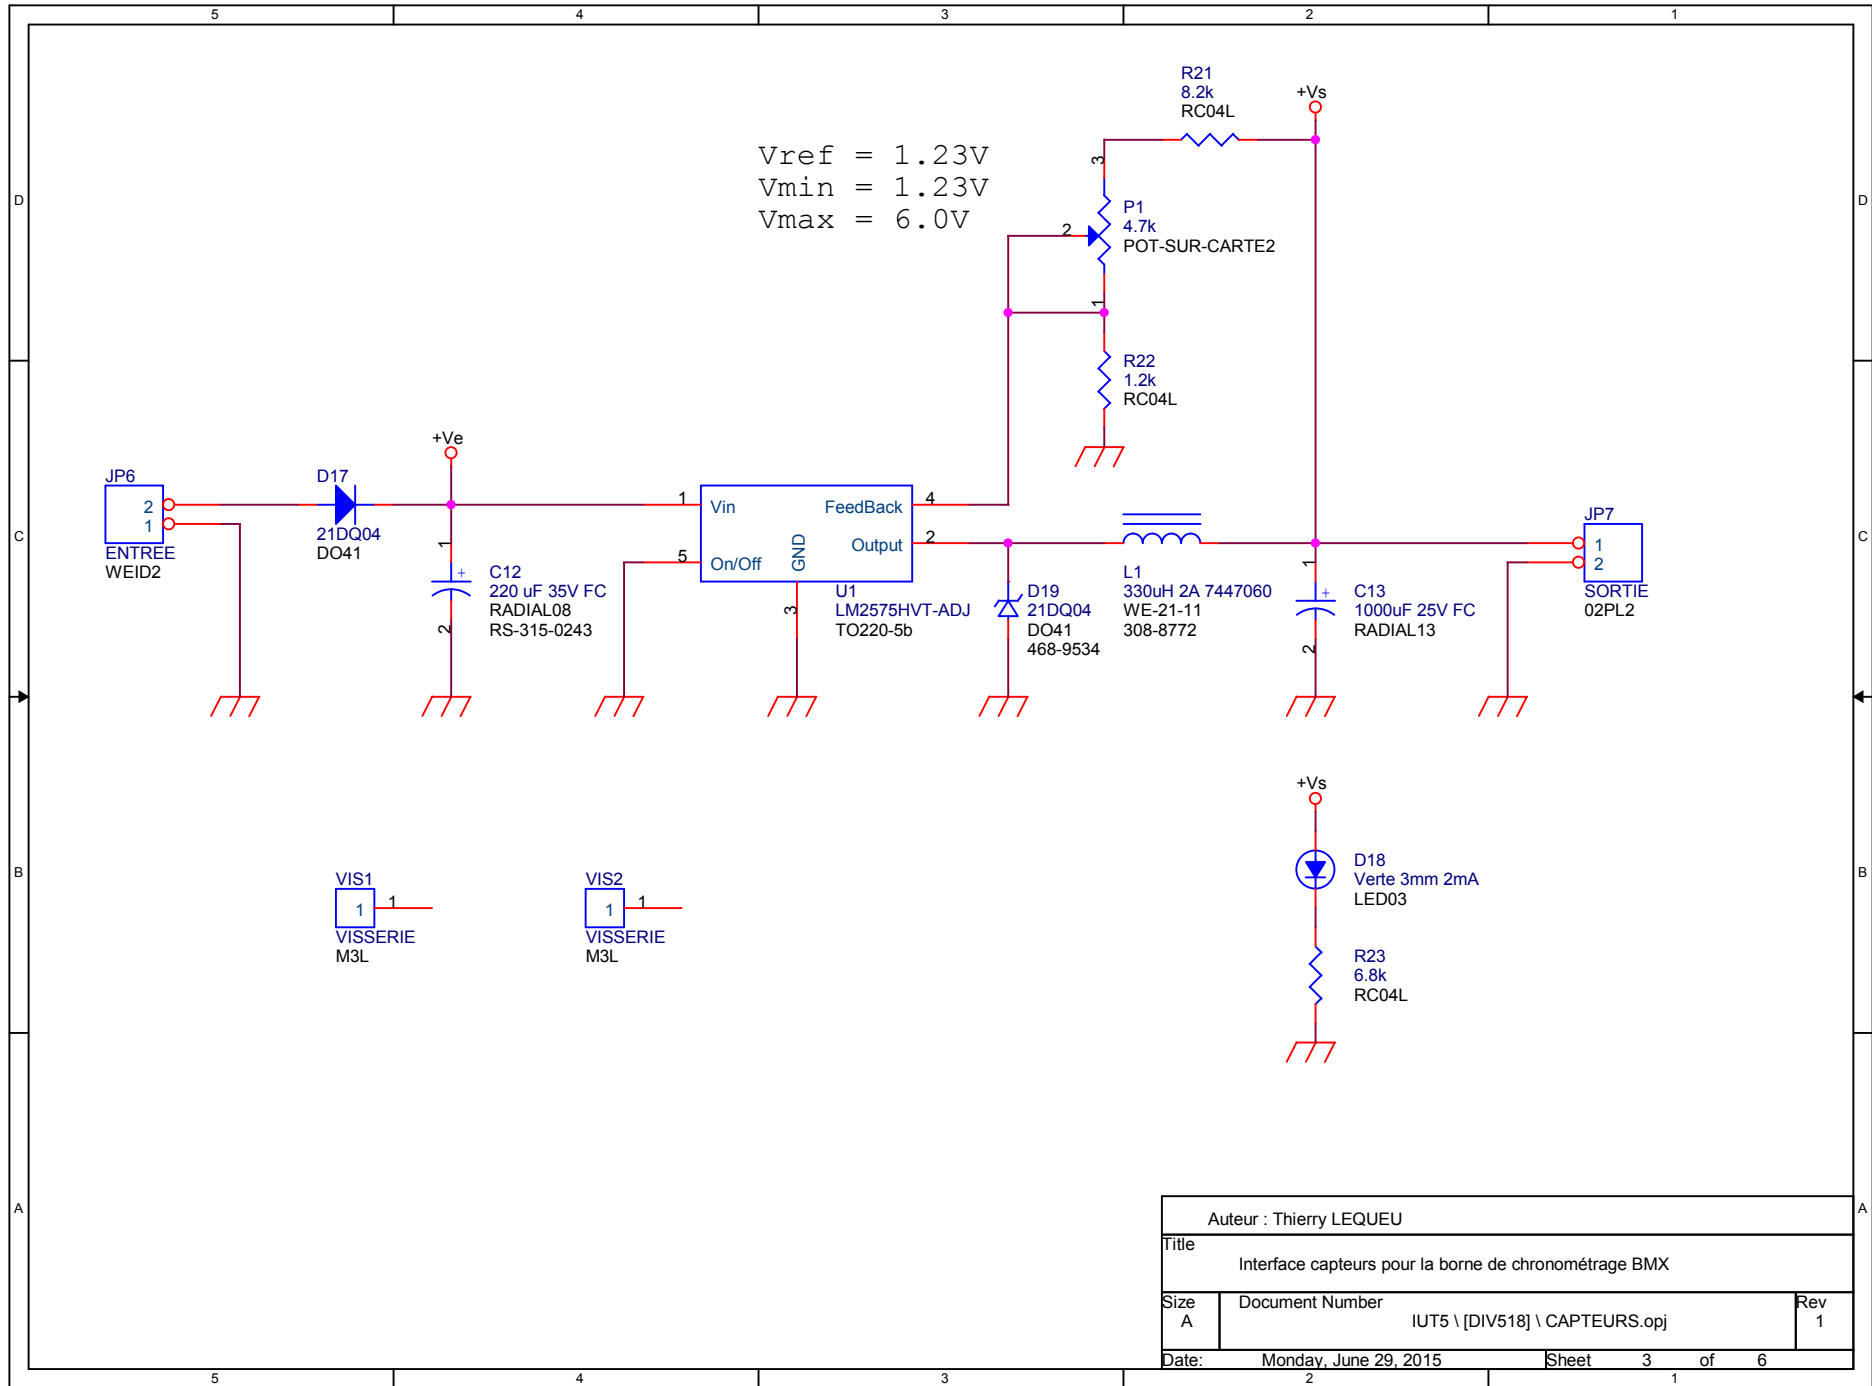 5 4 3 2 1
D
D
C
C
B
B
A
A
Vref = 1.23V
Vmin = 1.23V
Vmax = 6.0V
R21
8.2k
RC04L
+Vs
3
P1
4.7k
POT-SUR-CARTE2
2
1
R22
1.2k
RC04L
+Ve
JP6
2
1
ENTREE
WEID2
D17
21DQ04
DO41
1
+
2
C12
220 uF 35V FC
RADIAL08
RS-315-0243
1
Vin
5
On/Off
GND
3
FeedBack
4
Output
2
U1
LM2575HVT-ADJ
TO220-5b
D19
21DQ04
DO41
468-9534
L1
330uH 2A 7447060
WE-21-11
308-8772
1
+
2
C13
1000uF 25V FC
RADIAL13
JP7
1
2
SORTIE
02PL2
+Vs
D18
Verte 3mm 2mA
LED03
R23
6.8k
RC04L
VIS1
1
1
VISSERIE
M3L
VIS2
1
1
VISSERIE
M3L
Auteur : Thierry LEQUEU
Title
Interface capteurs pour la borne de chronométrage BMX
Size
A
Document Number
IUT5 \ [DIV518] \ CAPTEURS.opj
Rev
1
Date: Monday, June 29, 2015 Sheet 3 of 6
5 4 3 2 1